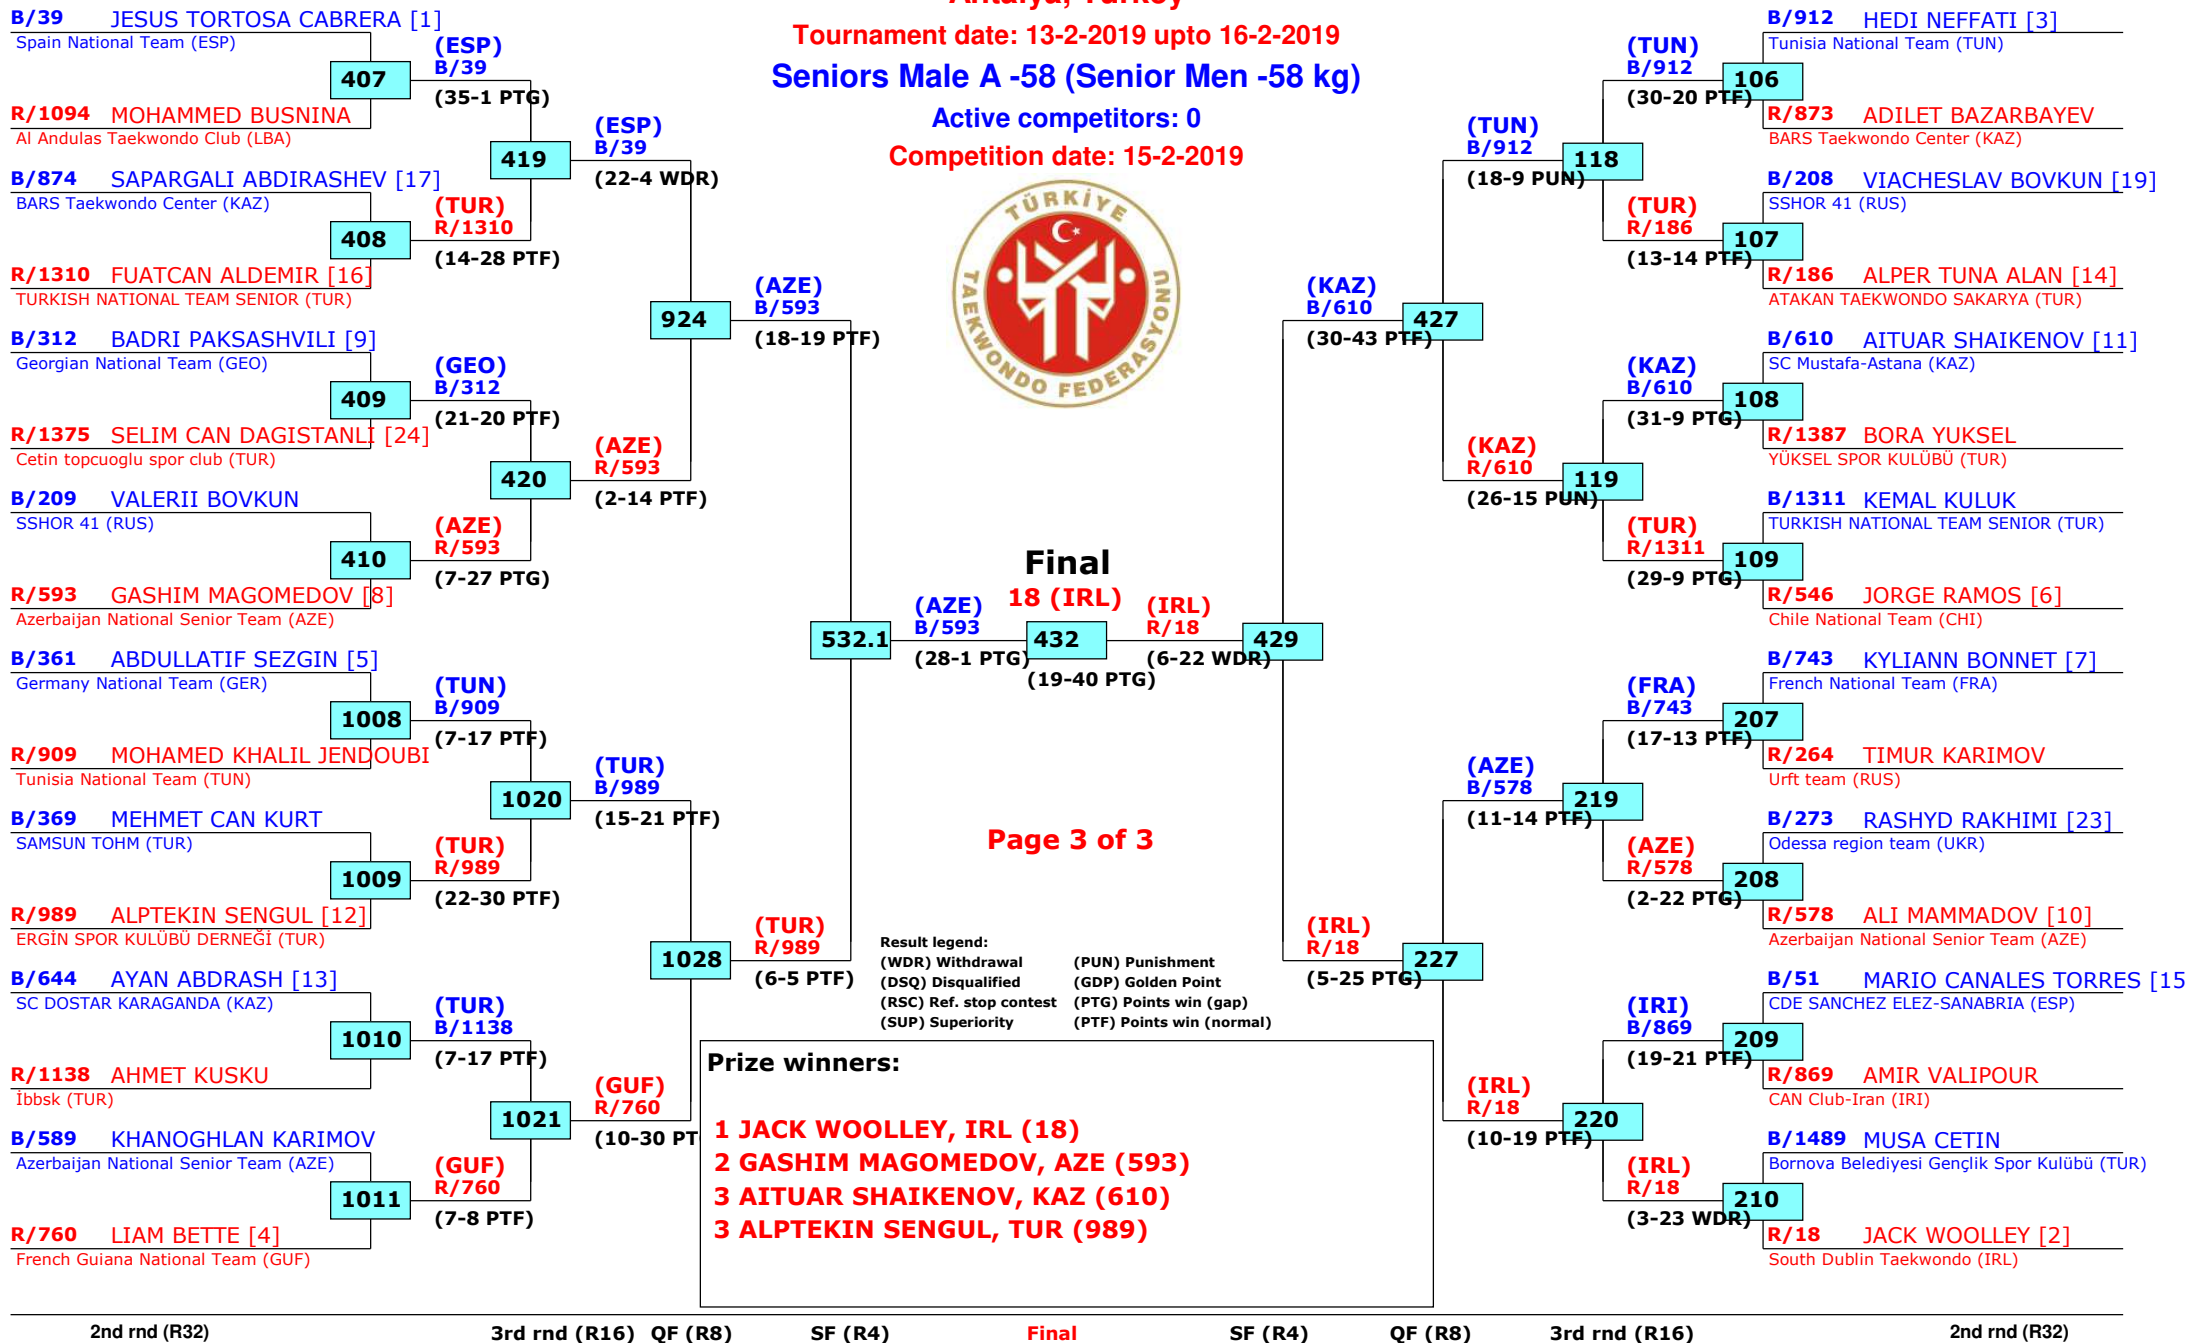 Antalya, Turkey
Tournament date: 13-2-2019 upto 16-2-2019
Seniors Male A -58 (Senior Men -58 kg)
Active competitors: 0
Competition date: 15-2-2019
TÜRKİYE
TAEKWONDO FEDERASYONU
B/39 JESUS TORTOSA CABRERA [1]
Spain National Team (ESP)
407
R/1094 MOHAMMED BUSNINA
Al Andulas Taekwondo Club (LBA)
B/874 SAPARGALI ABDIRASHEV [17]
BARS Taekwondo Center (KAZ)
408
R/1310 FUATCAN ALDEMIR [16]
TURKISH NATIONAL TEAM SENIOR (TUR)
B/312 BADRI PAKSASHVILI [9]
Georgian National Team (GEO)
409
R/1375 SELIM CAN DAGISTANLI [24]
Cetin topcuoglu spor club (TUR)
B/209 VALERII BOVKUN
SSHOR 41 (RUS)
410
R/593 GASHIM MAGOMEDOV [8]
Azerbaijan National Senior Team (AZE)
B/361 ABDULLATIF SEZGIN [5]
Germany National Team (GER)
1008
R/909 MOHAMED KHALIL JENDOUBI
Tunisia National Team (TUN)
B/369 MEHMET CAN KURT
SAMSUN TOHM (TUR)
1009
R/989 ALPTEKIN SENGUL [12]
ERGİN SPOR KULÜBÜ DERNEĞİ (TUR)
B/644 AYAN ABDRASH [13]
SC DOSTAR KARAGANDA (KAZ)
1010
R/1138 AHMET KUSKU
İbbsk (TUR)
B/589 KHANOGHLAN KARIMOV
Azerbaijan National Senior Team (AZE)
1011
R/760 LIAM BETTE [4]
French Guiana National Team (GUF)
(ESP)
B/39
(35-1 PTG)
419
(TUR)
R/1310
(14-28 PTF)
(GEO)
B/312
(21-20 PTF)
420
(AZE)
R/593
(7-27 PTG)
(TUN)
B/909
(7-17 PTF)
1020
(TUR)
R/989
(22-30 PTF)
(TUR)
B/1138
(7-17 PTF)
1021
(GUF)
R/760
(7-8 PTF)
(ESP)
B/39
(22-4 WDR)
924
(AZE)
R/593
(2-14 PTF)
(TUR)
B/989
(15-21 PTF)
1028
(GUF)
R/760
(10-30 PT
(AZE)
B/593
(18-19 PTF)
532.1
(TUR)
R/989
(6-5 PTF)
(AZE)
B/593
(28-1 PTG)
Final
18 (IRL)
432
(19-40 PTG)
(IRL)
R/18
(6-22 WDR)
429
(KAZ)
B/610
(30-43 PTF)
427
(IRL)
R/18
(5-25 PTG)
227
(TUN)
B/912
(18-9 PUN)
118
(KAZ)
R/610
(26-15 PUN)
119
(AZE)
B/578
(11-14 PTF)
219
(IRL)
R/18
(10-19 PTF)
220
(TUN)
B/912
(30-20 PTF)
(TUR)
R/186
(13-14 PTF)
(KAZ)
B/610
(31-9 PTG)
(TUR)
R/1311
(29-9 PTG)
(FRA)
B/743
(17-13 PTF)
(AZE)
R/578
(2-22 PTG)
(IRI)
B/869
(19-21 PTF)
(IRL)
R/18
(3-23 WDR)
B/912 HEDI NEFFATI [3]
Tunisia National Team (TUN)
106
R/873 ADILET BAZARBAYEV
BARS Taekwondo Center (KAZ)
B/208 VIACHESLAV BOVKUN [19]
SSHOR 41 (RUS)
107
R/186 ALPER TUNA ALAN [14]
ATAKAN TAEKWONDO SAKARYA (TUR)
B/610 AITUAR SHAIKENOV [11]
SC Mustafa-Astana (KAZ)
108
R/1387 BORA YUKSEL
YÜKSEL SPOR KULÜBÜ (TUR)
B/1311 KEMAL KULUK
TURKISH NATIONAL TEAM SENIOR (TUR)
109
R/546 JORGE RAMOS [6]
Chile National Team (CHI)
B/743 KYLIANN BONNET [7]
French National Team (FRA)
207
R/264 TIMUR KARIMOV
Urft team (RUS)
B/273 RASHYD RAKHIMI [23]
Odessa region team (UKR)
208
R/578 ALI MAMMADOV [10]
Azerbaijan National Senior Team (AZE)
B/51 MARIO CANALES TORRES [15
CDE SANCHEZ ELEZ-SANABRIA (ESP)
209
R/869 AMIR VALIPOUR
CAN Club-Iran (IRI)
B/1489 MUSA CETIN
Bornova Belediyesi Gençlik Spor Kulübü (TUR)
210
R/18 JACK WOOLLEY [2]
South Dublin Taekwondo (IRL)
Page 3 of 3
Result legend:
(WDR) Withdrawal (PUN) Punishment
(DSQ) Disqualified (GDP) Golden Point
(RSC) Ref. stop contest (PTG) Points win (gap)
(SUP) Superiority (PTF) Points win (normal)
Prize winners:
1 JACK WOOLLEY, IRL (18)
2 GASHIM MAGOMEDOV, AZE (593)
3 AITUAR SHAIKENOV, KAZ (610)
3 ALPTEKIN SENGUL, TUR (989)
2nd rnd (R32) 3rd rnd (R16) QF (R8) SF (R4) Final SF (R4) QF (R8) 3rd rnd (R16) 2nd rnd (R32)